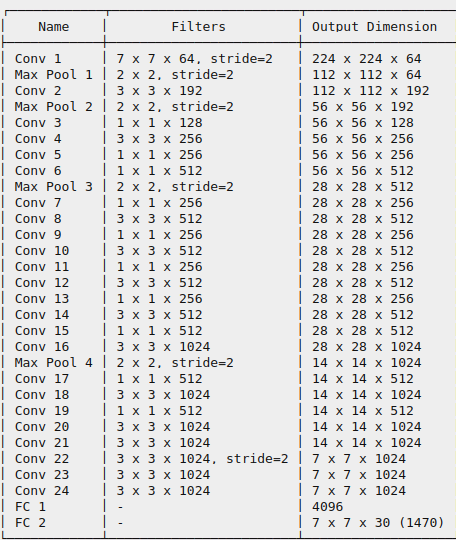 Name Filters Output Dimension
Conv 1 7 x 7 x 64, stride=2 224 x 224 x 64
Max Pool 1 2 x 2, stride=2 112 x 112 x 64
Conv 2 3 x 3 x 192 112 x 112 x 192
Max Pool 2 2 x 2, stride=2 56 x 56 x 192
Conv 3 1 x 1 x 128 56 x 56 x 128
Conv 4 3 x 3 x 256 56 x 56 x 256
Conv 5 1 x 1 x 256 56 x 56 x 256
Conv 6 1 x 1 x 512 56 x 56 x 512
Max Pool 3 2 x 2, stride=2 28 x 28 x 512
Conv 7 1 x 1 x 256 28 x 28 x 256
Conv 8 3 x 3 x 512 28 x 28 x 512
Conv 9 1 x 1 x 256 28 x 28 x 256
Conv 10 3 x 3 x 512 28 x 28 x 512
Conv 11 1 x 1 x 256 28 x 28 x 256
Conv 12 3 x 3 x 512 28 x 28 x 512
Conv 13 1 x 1 x 256 28 x 28 x 256
Conv 14 3 x 3 x 512 28 x 28 x 512
Conv 15 1 x 1 x 512 28 x 28 x 512
Conv 16 3 x 3 x 1024 28 x 28 x 1024
Max Pool 4 2 x 2, stride=2 14 x 14 x 1024
Conv 17 1 x 1 x 512 14 x 14 x 512
Conv 18 3 x 3 x 1024 14 x 14 x 1024
Conv 19 1 x 1 x 512 14 x 14 x 512
Conv 20 3 x 3 x 1024 14 x 14 x 1024
Conv 21 3 x 3 x 1024 14 x 14 x 1024
Conv 22 3 x 3 x 1024, stride=2 7 x 7 x 1024
Conv 23 3 x 3 x 1024 7 x 7 x 1024
Conv 24 3 x 3 x 1024 7 x 7 x 1024
FC 1 - 4096
FC 2 - 7 x 7 x 30 (1470)